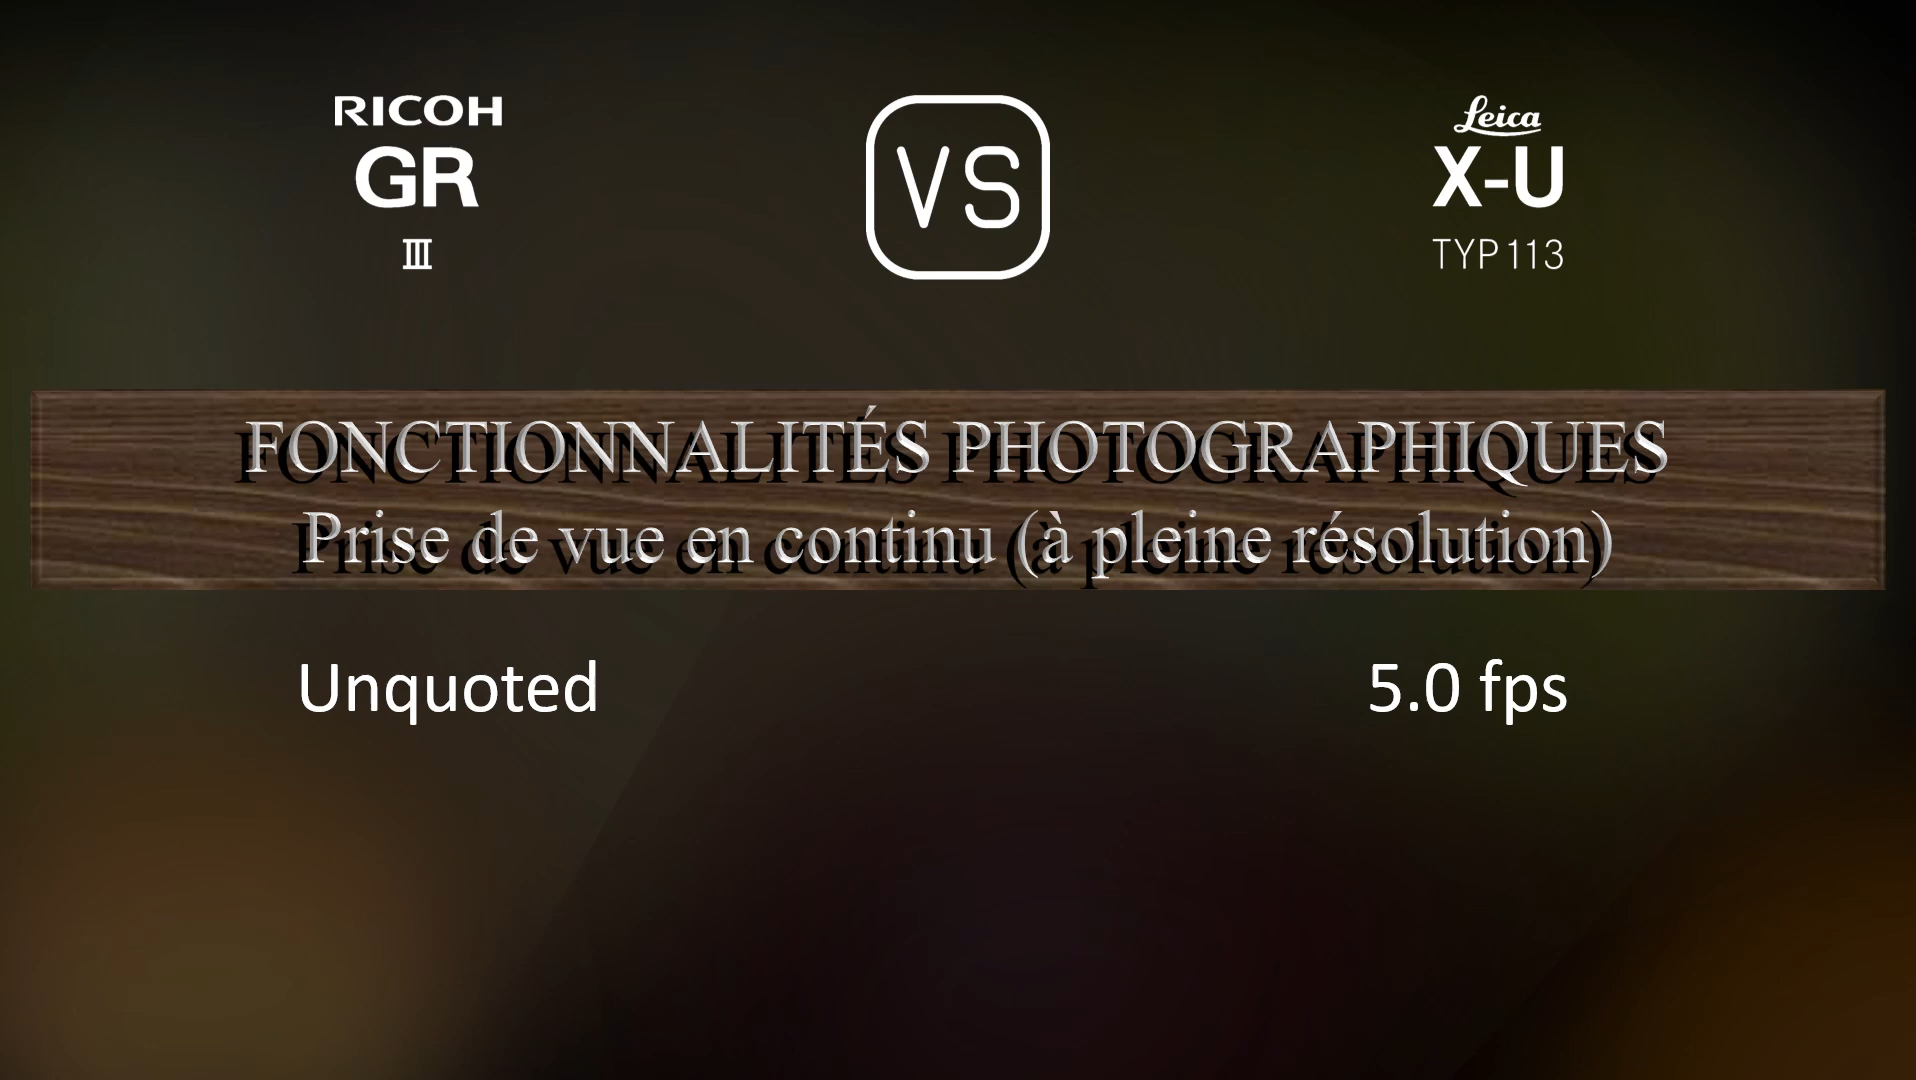 RICOH
GR
III
VS
Leica
X-U
TYP 113
FONCTIONNALITÉS PHOTOGRAPHIQUES
Prise de vue en continu (à pleine résolution)
Unquoted
5.0 fps